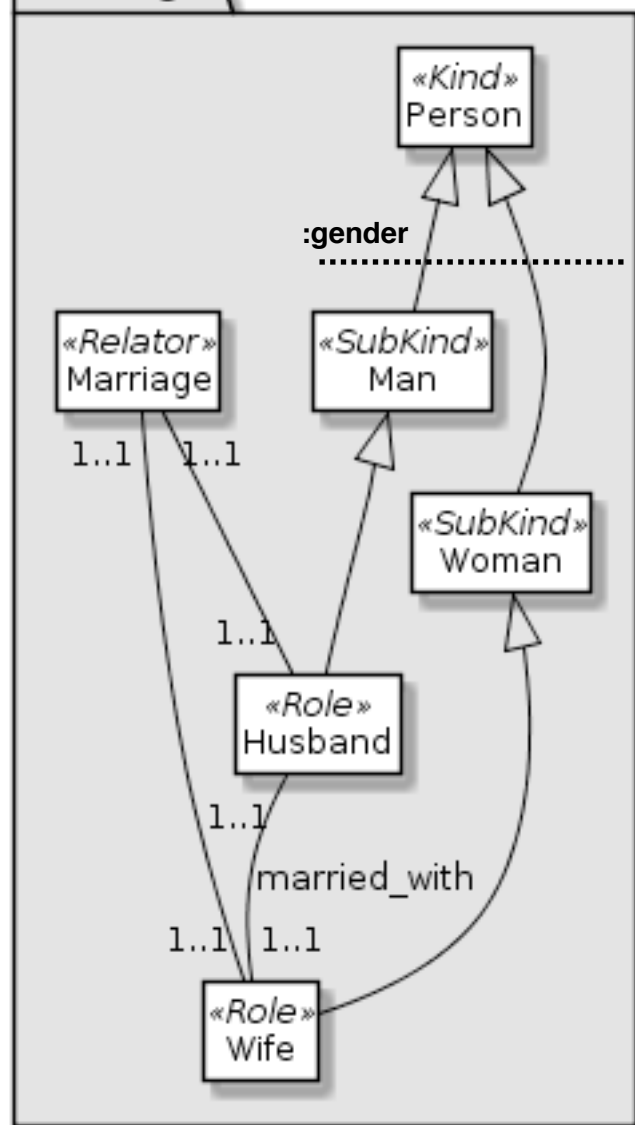 «Kind»
Person
:gender
«Relator»
Marriage
«SubKind»
Man
1..1
1..1
«SubKind»
Woman
1..1
«Role»
Husband
1..1
married_with
1..1
1..1
«Role»
Wife